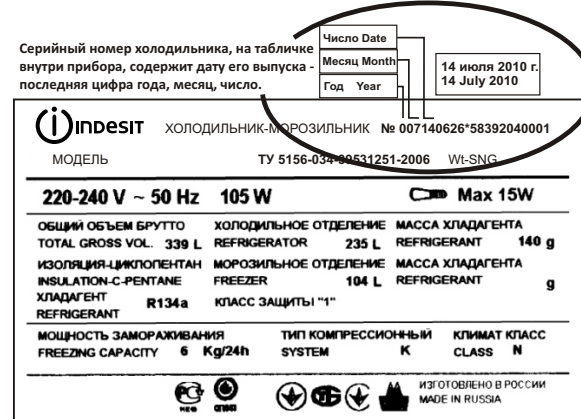 Серийный номер холодильника, на табличке
внутри прибора, содержит дату его выпуска -
последняя цифра года, месяц, число.
Число Date
Месяц Month
Год Year
14 июля 2010 г.
14 July 2010
indesit ХОЛОДИЛЬНИК-МОРОЗИЛЬНИК № 007140626*58392040001
МОДЕЛЬ ТУ 5156-034-99531251-2006 Wt-SNG
220-240 V ~ 50 Hz 105 W Max 15W
ОБЩИЙ ОБЪЕМ БРУТТО ХОЛОДИЛЬНОЕ ОТДЕЛЕНИЕ МАССА ХЛАДАГЕНТА
TOTAL GROSS VOL. 339 L REFRIGERATOR 235 L REFRIGERANT 140 g
ИЗОЛЯЦИЯ-ЦИКЛОПЕНТАН МОРОЗИЛЬНОЕ ОТДЕЛЕНИЕ МАССА ХЛАДАГЕНТА
INSULATION-C-PENTANE FREEZER 104 L REFRIGERANT g
ХЛАДАГЕНТ R134a КЛАСС ЗАЩИТЫ "1"
REFRIGERANT
МОЩНОСТЬ ЗАМОРАЖИВАНИЯ ТИП КОМПРЕССИОННЫЙ КЛИМАТ КЛАСС
FREEZING CAPACITY 6 Kg/24h SYSTEM K CLASS N
ИЗГОТОВЛЕНО В РОССИИ
MADE IN RUSSIA